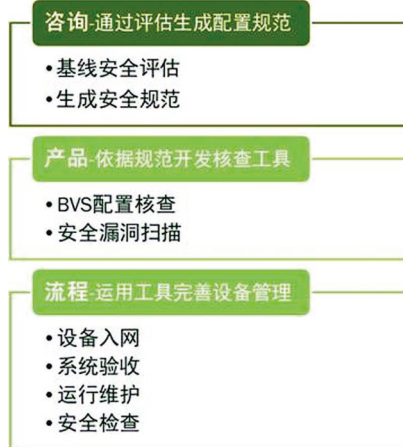 咨询-通过评估生成配置规范
•基线安全评估
•生成安全规范
产品-依据规范开发核查工具
•BVS配置核查
•安全漏洞扫描
流程-运用工具完善设备管理
•设备入网
•系统验收
•运行维护
•安全检查